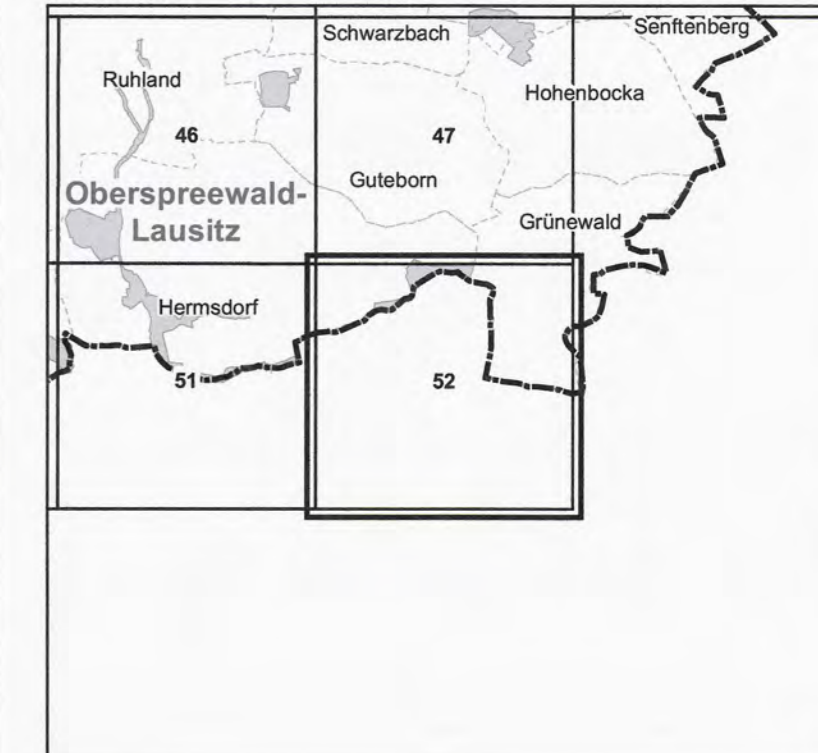 Schwarzbach
Senftenberg
Ruhland
Hohenbocka
46
47
Guteborn
Oberspreewald-
Lausitz
Grünewald
Hermsdorf
51
52